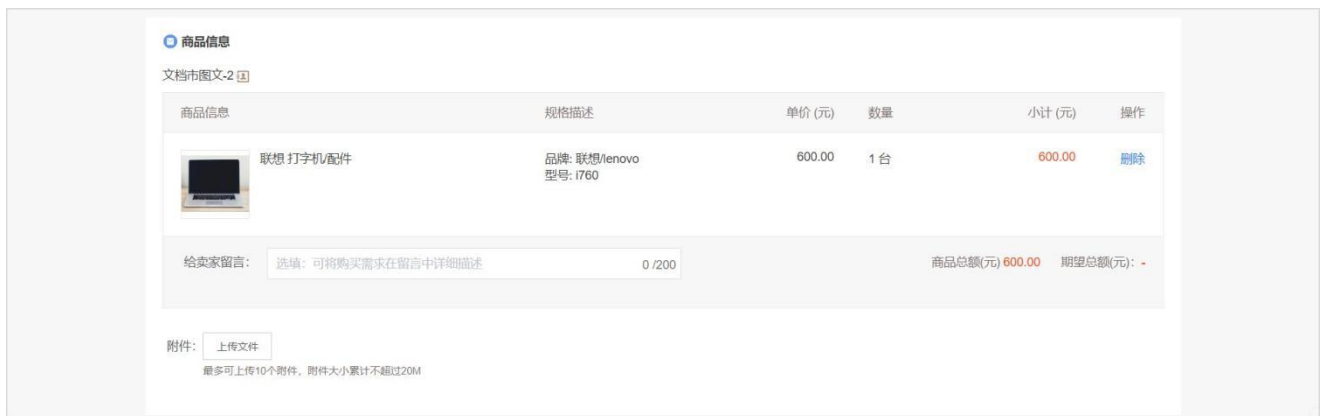 商品信息
文档市图文-2
商品信息 规格描述 单价 (元) 数量 小计 (元) 操作
联想 打字机/配件 品牌: 联想/lenovo 600.00 1 台 600.00 删除
型号: i760
给卖家留言: 选填: 可将购买需求在留言中详细描述 0 /200 商品总额(元) 600.00 期望总额(元): -
附件: 上传文件
最多可上传10个附件, 附件大小累计不超过20M